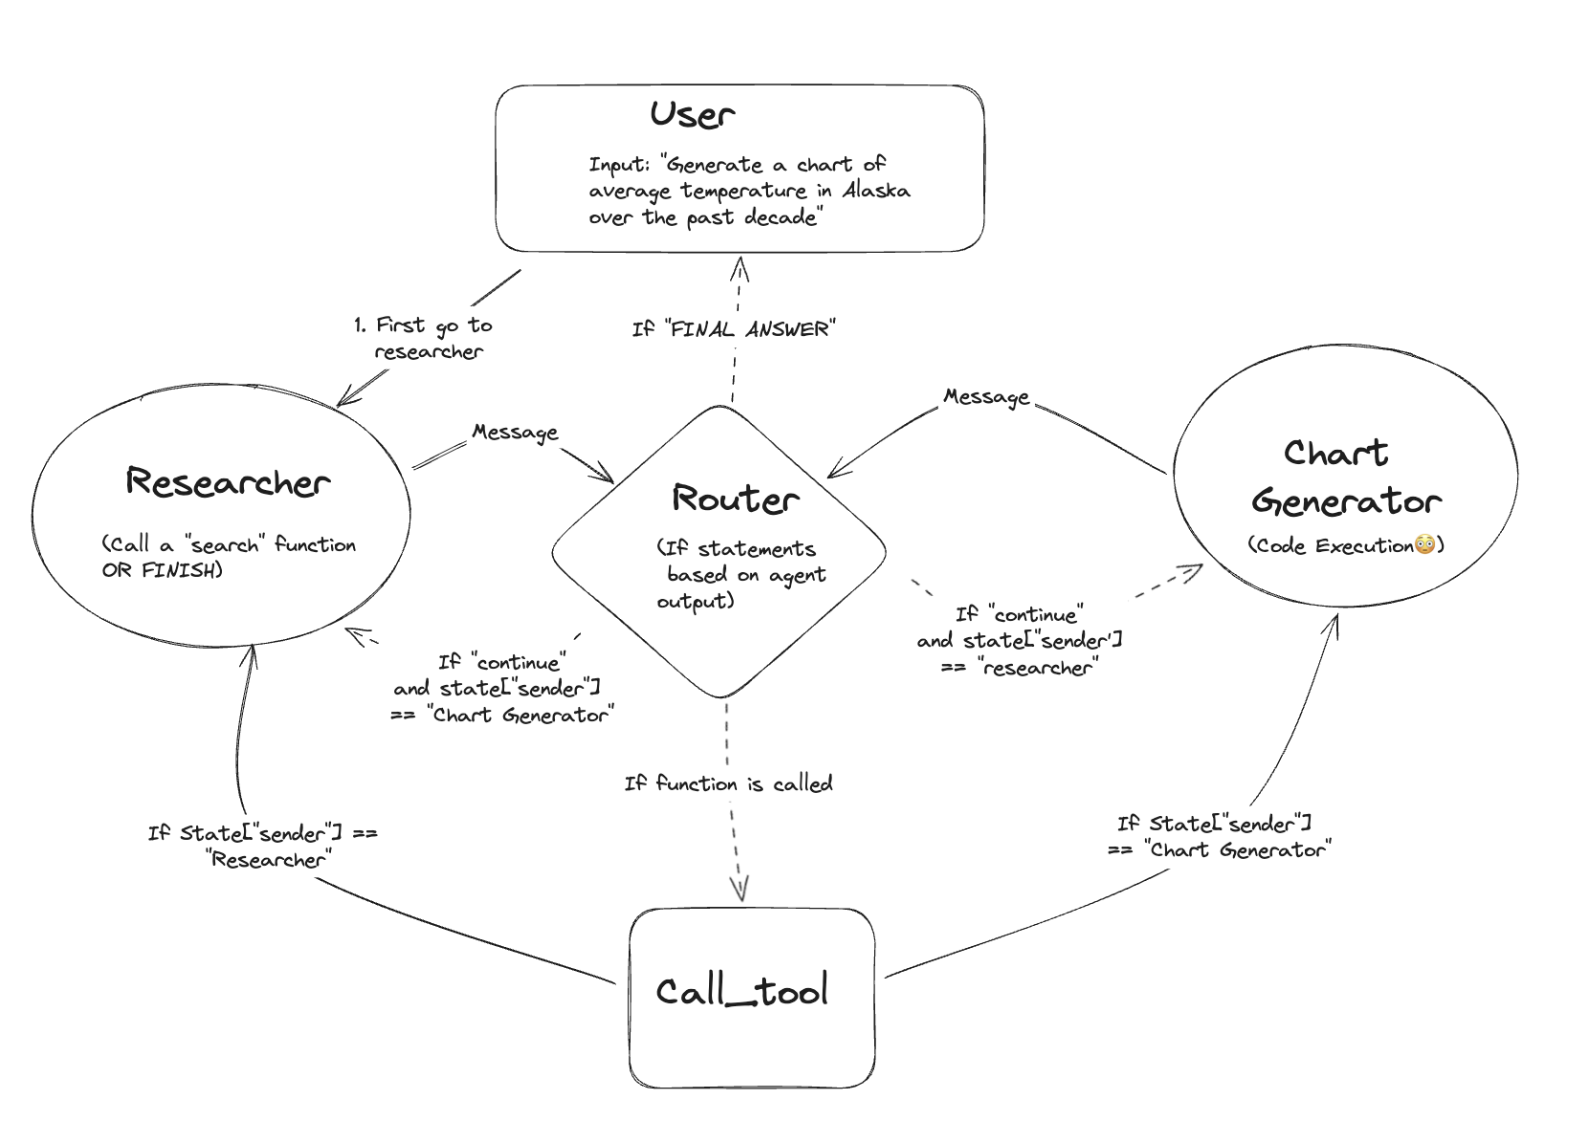 User
Input: "Generate a chart of
average temperature in Alaska
over the past decade"
1. First go to
researcher
If "FINAL ANSWER"
Message
Message
Researcher
(Call a "search" function
OR FINISH)
Router
(If statements
based on agent
output)
Chart
Generator
(Code Execution😳)
If "continue"
and state["sender"]
== "Chart Generator"
If "continue"
and state["sender']
== "researcher"
If function is called
If State["sender"] ==
"Researcher"
If State["sender"]
== "Chart Generator"
Call_tool